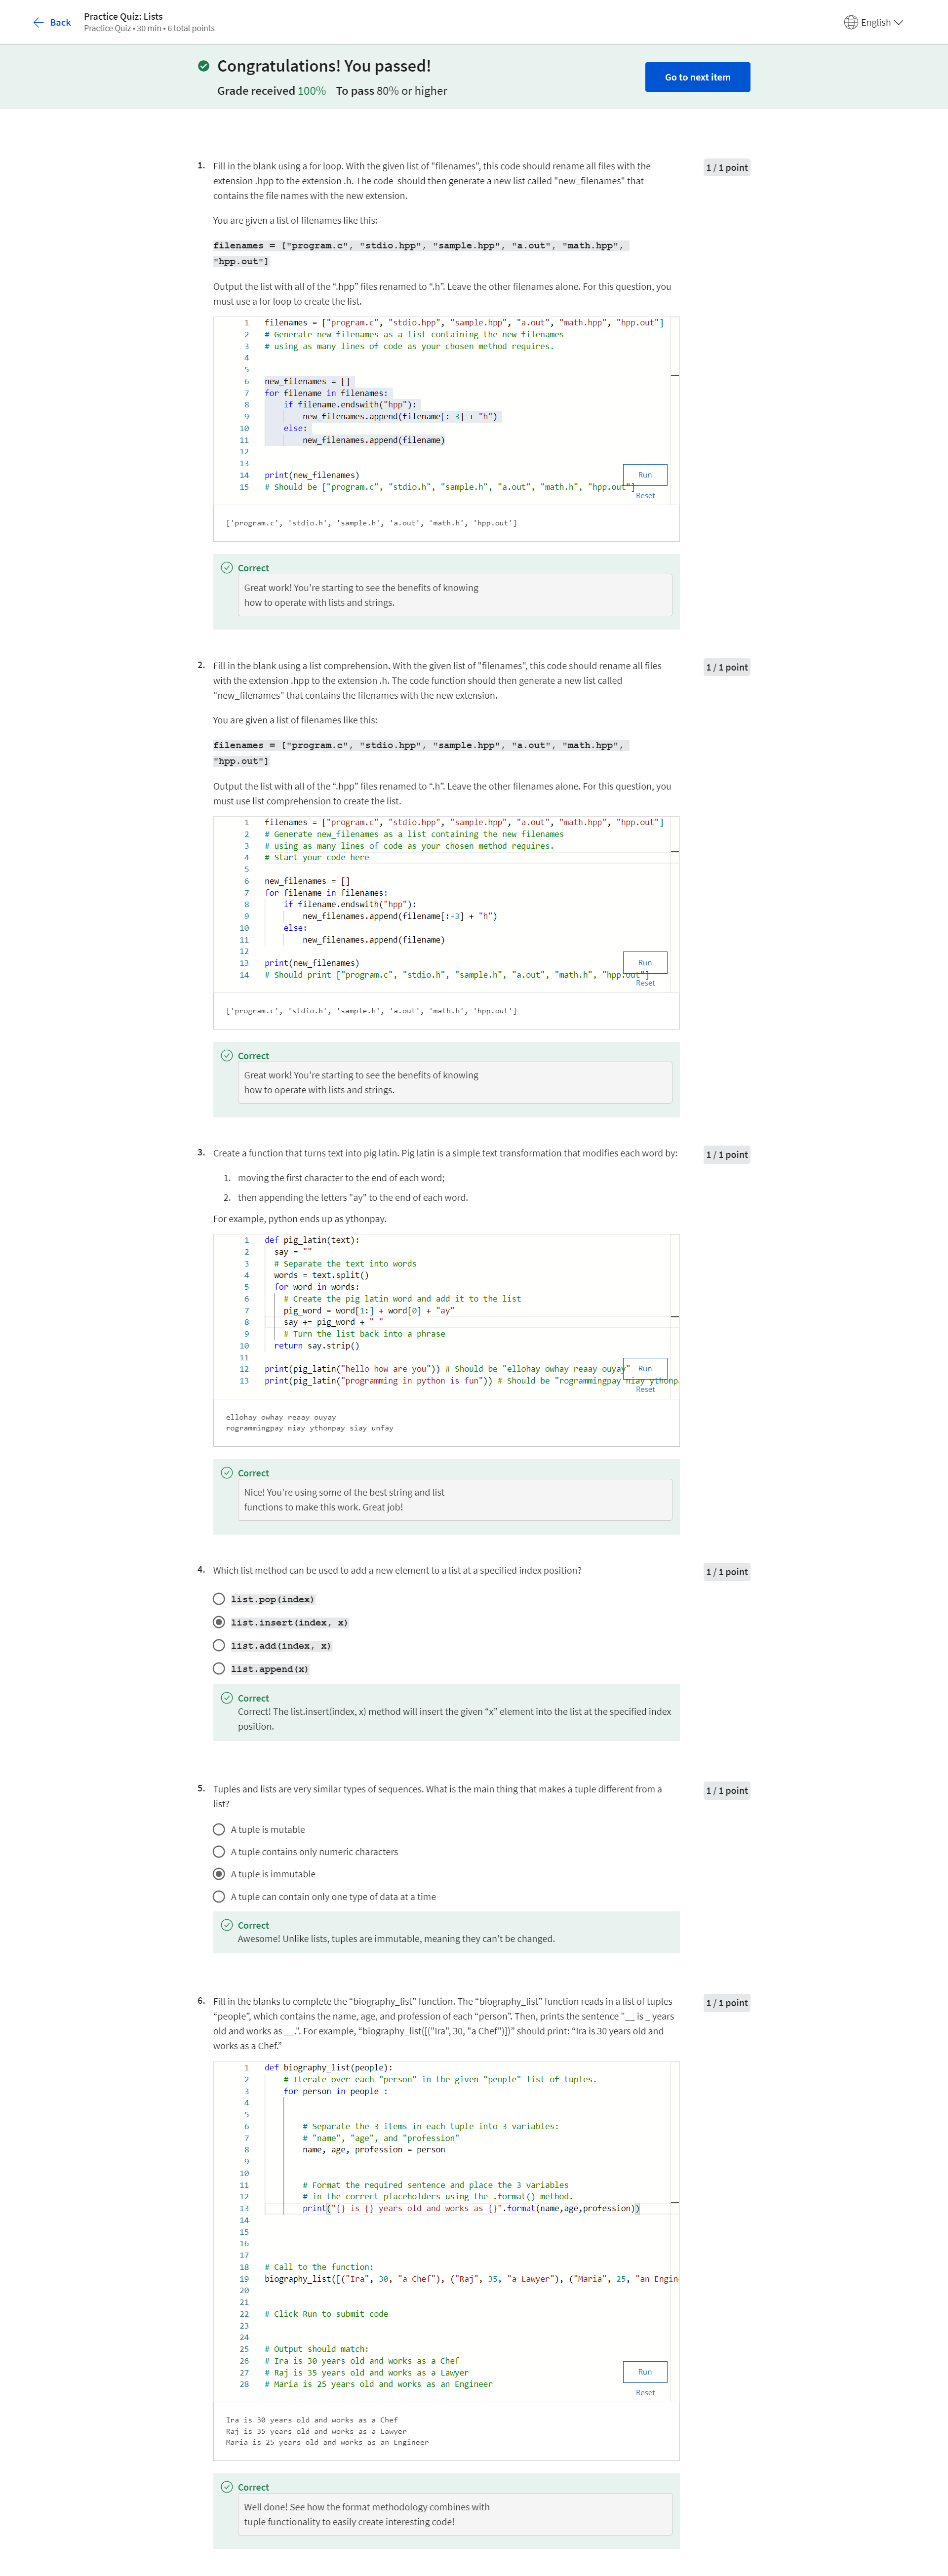 Back
Practice Quiz: Lists
Practice Quiz • 30 min • 6 total points
English
Congratulations! You passed!
Grade received 100% To pass 80% or higher
Go to next item
1. Fill in the blank using a for loop. With the given list of "filenames", this code should rename all files with the
extension .hpp to the extension .h. The code should then generate a new list called "new_filenames" that
contains the file names with the new extension.
1 / 1 point
You are given a list of filenames like this:
filenames = ["program.c", "stdio.hpp", "sample.hpp", "a.out", "math.hpp",
"hpp.out"]
Output the list with all of the “.hpp” files renamed to “.h”. Leave the other filenames alone. For this question, you
must use a for loop to create the list.
1 filenames = ["program.c", "stdio.hpp", "sample.hpp", "a.out", "math.hpp", "hpp.out"]
2 # Generate new_filenames as a list containing the new filenames
3 # using as many lines of code as your chosen method requires.
4
5
6 new_filenames = []
7 for filename in filenames:
8 if filename.endswith("hpp"):
9 new_filenames.append(filename[:-3] + "h")
10 else:
11 new_filenames.append(filename)
12
13
14 print(new_filenames)
15 # Should be ["program.c", "stdio.h", "sample.h", "a.out", "math.h", "hpp.out"]
Run
Reset
['program.c', 'stdio.h', 'sample.h', 'a.out', 'math.h', 'hpp.out']
Correct
Great work! You're starting to see the benefits of knowing
how to operate with lists and strings.
2. Fill in the blank using a list comprehension. With the given list of "filenames", this code should rename all files
with the extension .hpp to the extension .h. The code function should then generate a new list called
"new_filenames" that contains the filenames with the new extension.
1 / 1 point
You are given a list of filenames like this:
filenames = ["program.c", "stdio.hpp", "sample.hpp", "a.out", "math.hpp",
"hpp.out"]
Output the list with all of the “.hpp” files renamed to “.h”. Leave the other filenames alone. For this question, you
must use list comprehension to create the list.
1 filenames = ["program.c", "stdio.hpp", "sample.hpp", "a.out", "math.hpp", "hpp.out"]
2 # Generate new_filenames as a list containing the new filenames
3 # using as many lines of code as your chosen method requires.
4 # Start your code here
5
6 new_filenames = []
7 for filename in filenames:
8 if filename.endswith("hpp"):
9 new_filenames.append(filename[:-3] + "h")
10 else:
11 new_filenames.append(filename)
12
13 print(new_filenames)
14 # Should print ["program.c", "stdio.h", "sample.h", "a.out", "math.h", "hpp.out"]
Run
Reset
['program.c', 'stdio.h', 'sample.h', 'a.out', 'math.h', 'hpp.out']
Correct
Great work! You're starting to see the benefits of knowing
how to operate with lists and strings.
3. Create a function that turns text into pig latin. Pig latin is a simple text transformation that modifies each word by:
1 / 1 point
1. moving the first character to the end of each word;
2. then appending the letters "ay" to the end of each word.
For example, python ends up as ythonpay.
1 def pig_latin(text):
2 say = ""
3 # Separate the text into words
4 words = text.split()
5 for word in words:
6 # Create the pig latin word and add it to the list
7 pig_word = word[1:] + word[0] + "ay"
8 say += pig_word + " "
9 # Turn the list back into a phrase
10 return say.strip()
11
12 print(pig_latin("hello how are you")) # Should be "ellohay owhay reaay ouyay"
13 print(pig_latin("programming in python is fun")) # Should be "rogrammingpay niay ythonp
Run
Reset
ellohay owhay reaay ouyay
rogrammingpay niay ythonpay siay unfay
Correct
Nice! You're using some of the best string and list
functions to make this work. Great job!
4. Which list method can be used to add a new element to a list at a specified index position?
1 / 1 point
list.pop(index)
list.insert(index, x)
list.add(index, x)
list.append(x)
Correct
Correct! The list.insert(index, x) method will insert the given “x” element into the list at the specified index
position.
5. Tuples and lists are very similar types of sequences. What is the main thing that makes a tuple different from a
list?
1 / 1 point
A tuple is mutable
A tuple contains only numeric characters
A tuple is immutable
A tuple can contain only one type of data at a time
Correct
Awesome! Unlike lists, tuples are immutable, meaning they can't be changed.
6. Fill in the blanks to complete the “biography_list” function. The “biography_list” function reads in a list of tuples
“people”, which contains the name, age, and profession of each “person”. Then, prints the sentence “__ is _ years
old and works as __.”. For example, “biography_list([("Ira", 30, "a Chef")])” should print: “Ira is 30 years old and
works as a Chef.”
1 / 1 point
1 def biography_list(people):
2 # Iterate over each "person" in the given "people" list of tuples.
3 for person in people :
4
5
6 # Separate the 3 items in each tuple into 3 variables:
7 # "name", "age", and "profession"
8 name, age, profession = person
9
10
11 # Format the required sentence and place the 3 variables
12 # in the correct placeholders using the .format() method.
13 print("{} is {} years old and works as {}".format(name,age,profession))
14
15
16
17
18 # Call to the function:
19 biography_list([("Ira", 30, "a Chef"), ("Raj", 35, "a Lawyer"), ("Maria", 25, "an Engin
20
21
22 # Click Run to submit code
23
24
25 # Output should match:
26 # Ira is 30 years old and works as a Chef
27 # Raj is 35 years old and works as a Lawyer
28 # Maria is 25 years old and works as an Engineer
Run
Reset
Ira is 30 years old and works as a Chef
Raj is 35 years old and works as a Lawyer
Maria is 25 years old and works as an Engineer
Correct
Well done! See how the format methodology combines with
tuple functionality to easily create interesting code!